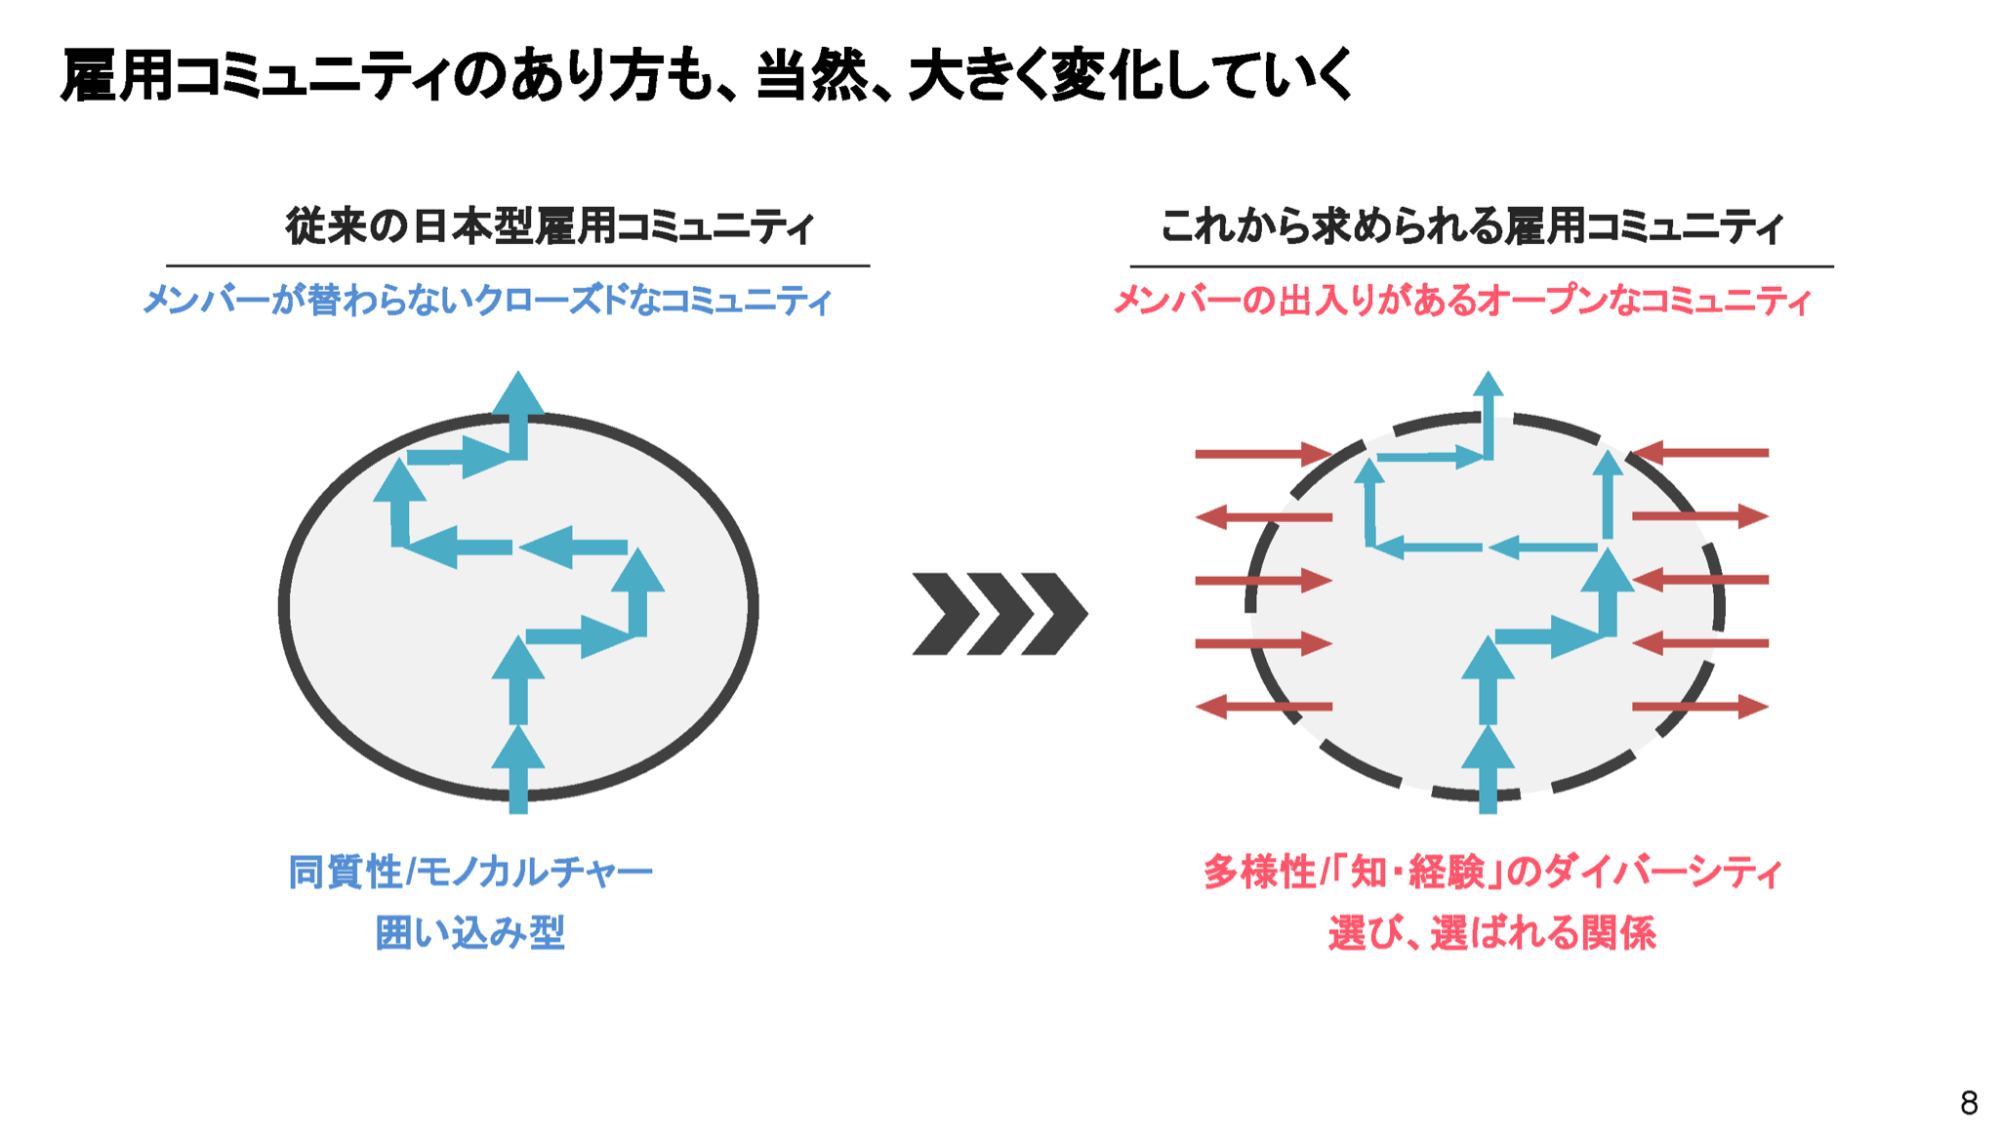 雇用コミュニティのあり方も、当然、大きく変化していく
従来の日本型雇用コミュニティ
メンバーが替わらないクローズドなコミュニティ
同質性/モノカルチャー
囲い込み型
これから求められる雇用コミュニティ
メンバーの出入りがあるオープンなコミュニティ
多様性/「知・経験」のダイバーシティ
選び、選ばれる関係
8